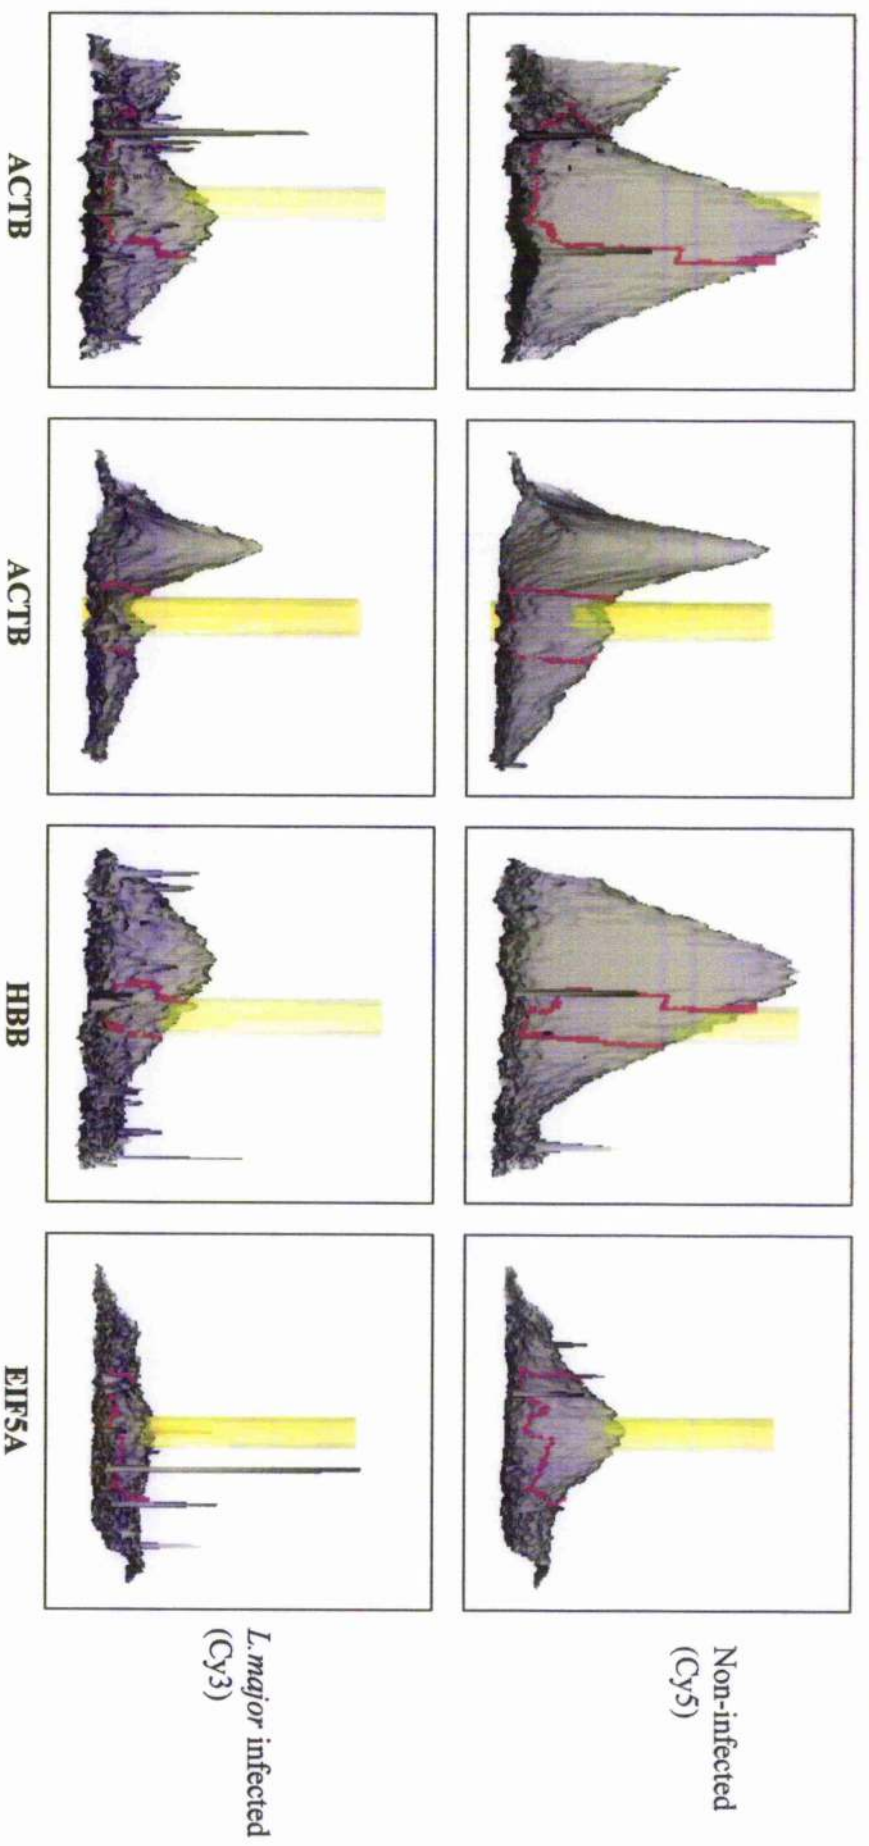 Non-infected
(Cy5)
L.major infected
(Cy3)
ACTB
ACTB
HBB
EIF5A